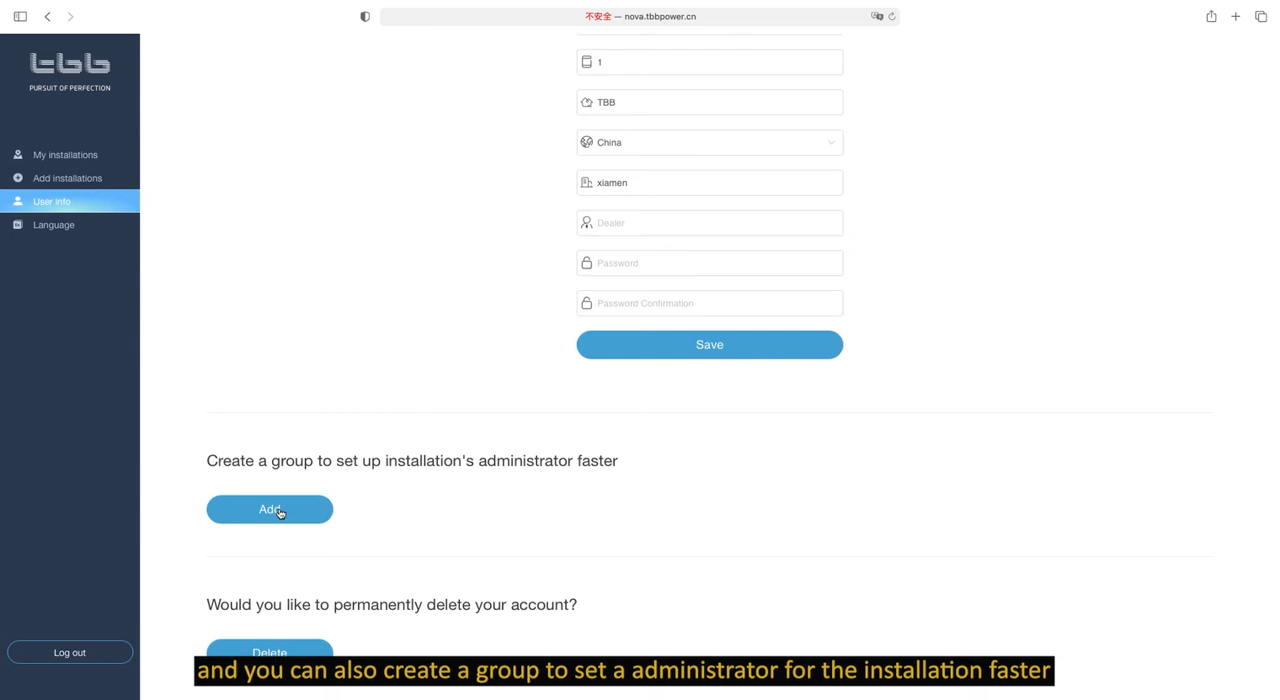 不安全 — nova.tbbpower.cn
tbb
PURSUIT OF PERFECTION
My installations
Add installations
User info
Language
Log out
1
TBB
China
xiamen
Dealer
Password
Password Confirmation
Save
Create a group to set up installation's administrator faster
Add
Would you like to permanently delete your account?
Delete
and you can also create a group to set a administrator for the installation faster